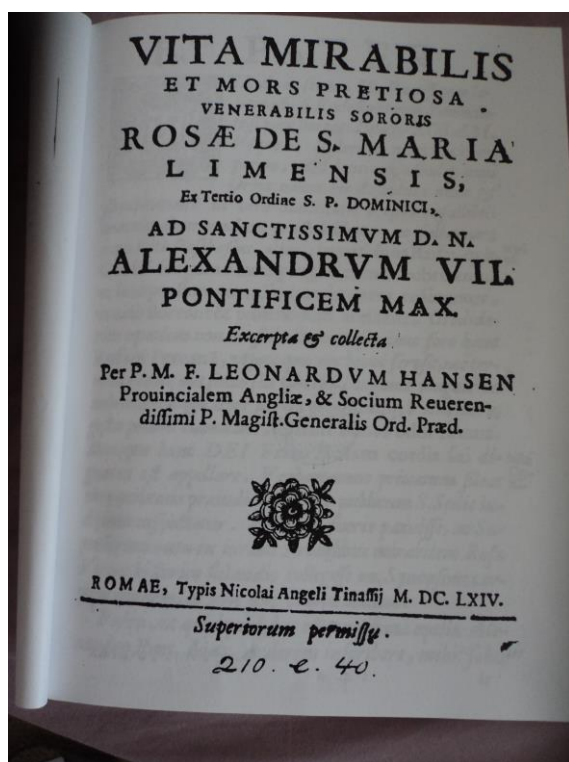 VITA MIRABILIS
ET MORS PRETIOSA
VENERABILIS SORORIS
ROSÆ DE S. MARIA
LIMENSIS,
Ex Tertio Ordine S. P. DOMINICI,
AD SANCTISSIMVM D. N.
ALEXANDRVM VII.
PONTIFICEM MAX.
Excerpta & collecta
Per P. M. F. LEONARDVM HANSEN
Prouincialem Angliæ, & Socium Reueren-
dissimi P. Magist. Generalis Ord. Præd.
ROMAE, Typis Nicolai Angeli Tinassij M. DC. LXIV.
Superiorum permissu.
210. e. 40.